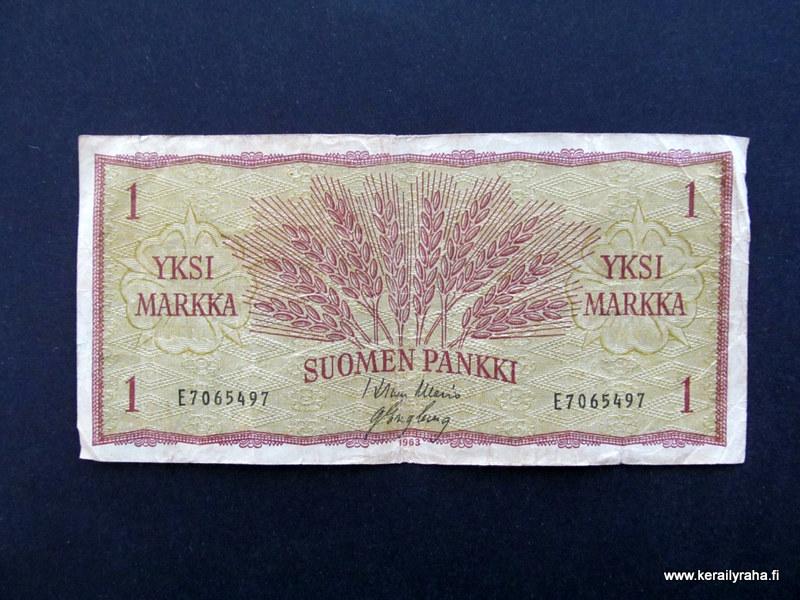 1 1
YKSI MARKKA
YKSI MARKKA
SUOMEN PANKKI
1 1
E7065497 E7065497
1963
www.kerailyraha.fi